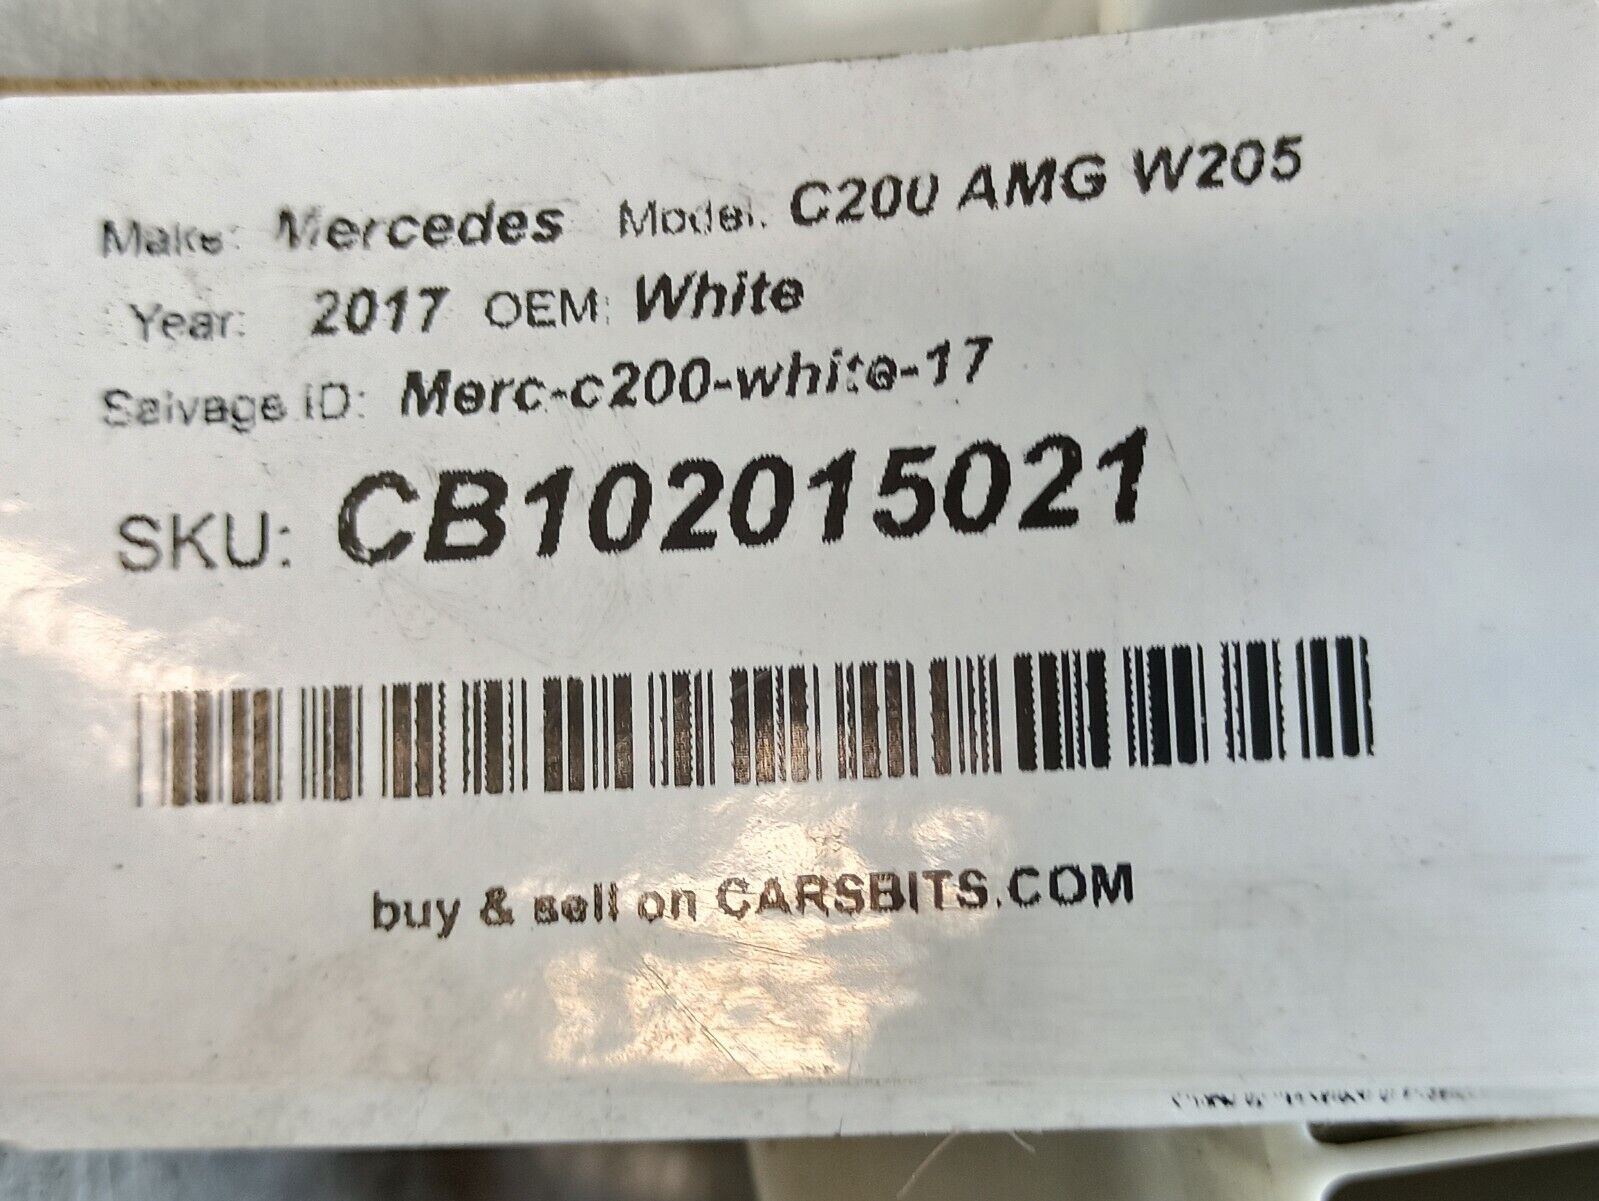 Make: Mercedes Model: C200 AMG W205
Year: 2017 OEM: White
Salvage ID: Merc-c200-white-17
SKU: CB102015021
buy & sell on CARSBITS.COM